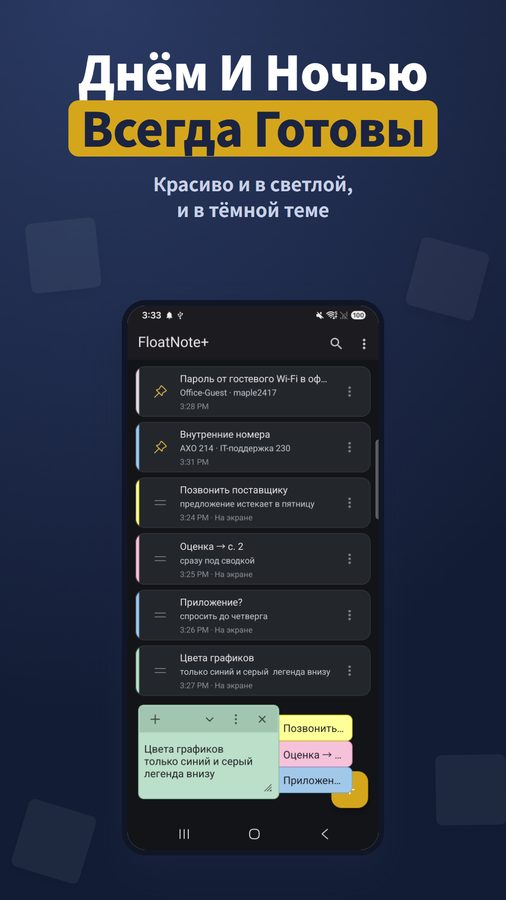 Днём И Ночью
Всегда Готовы
Красиво и в светлой,
и в тёмной теме
3:33
100
FloatNote+
Пароль от гостевого Wi-Fi в оф…
Office-Guest · maple2417
3:28 PM
Внутренние номера
АХО 214 · IT-поддержка 230
3:31 PM
Позвонить поставщику
предложение истекает в пятницу
3:24 PM · На экране
Оценка → с. 2
сразу под сводкой
3:25 PM · На экране
Приложение?
спросить до четверга
3:26 PM · На экране
Цвета графиков
только синий и серый  легенда внизу
3:27 PM · На экране
Цвета графиков
только синий и серый
легенда внизу
Позвонить…
Оценка → …
Приложен…